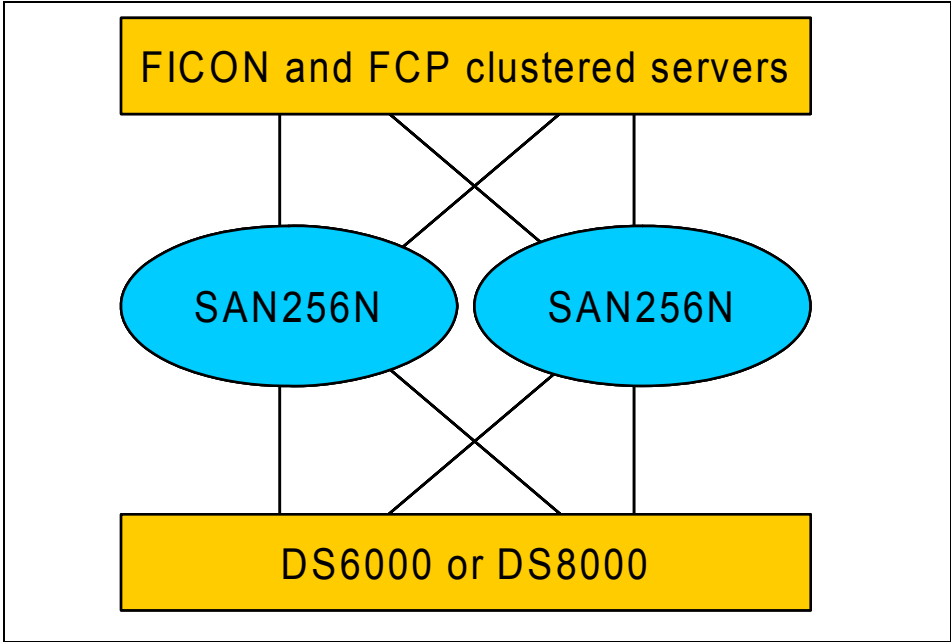 FICON and FCP clustered servers
SAN256N
SAN256N
DS6000 or DS8000